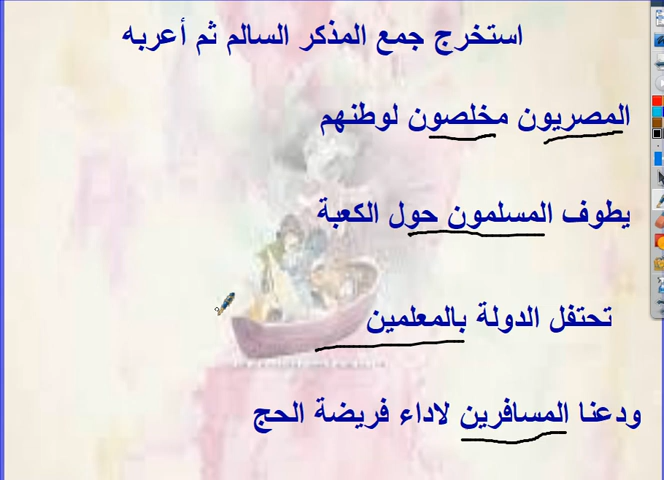 استخرج جمع المذكر السالم ثم أعربه
المصريون مخلصون لوطنهم
يطوف المسلمون حول الكعبة
تحتفل الدولة بالمعلمين
ودعنا المسافرين لاداء فريضة الحج